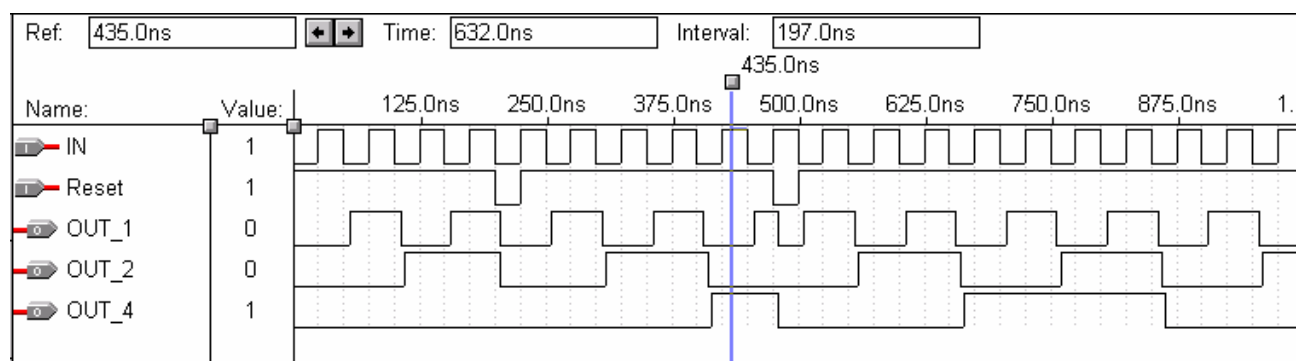 Ref: 435.0ns Time: 632.0ns Interval: 197.0ns
435.0ns
Name: Value: 125.0ns 250.0ns 375.0ns 500.0ns 625.0ns 750.0ns 875.0ns 1.
IN 1
Reset 1
OUT_1 0
OUT_2 0
OUT_4 1